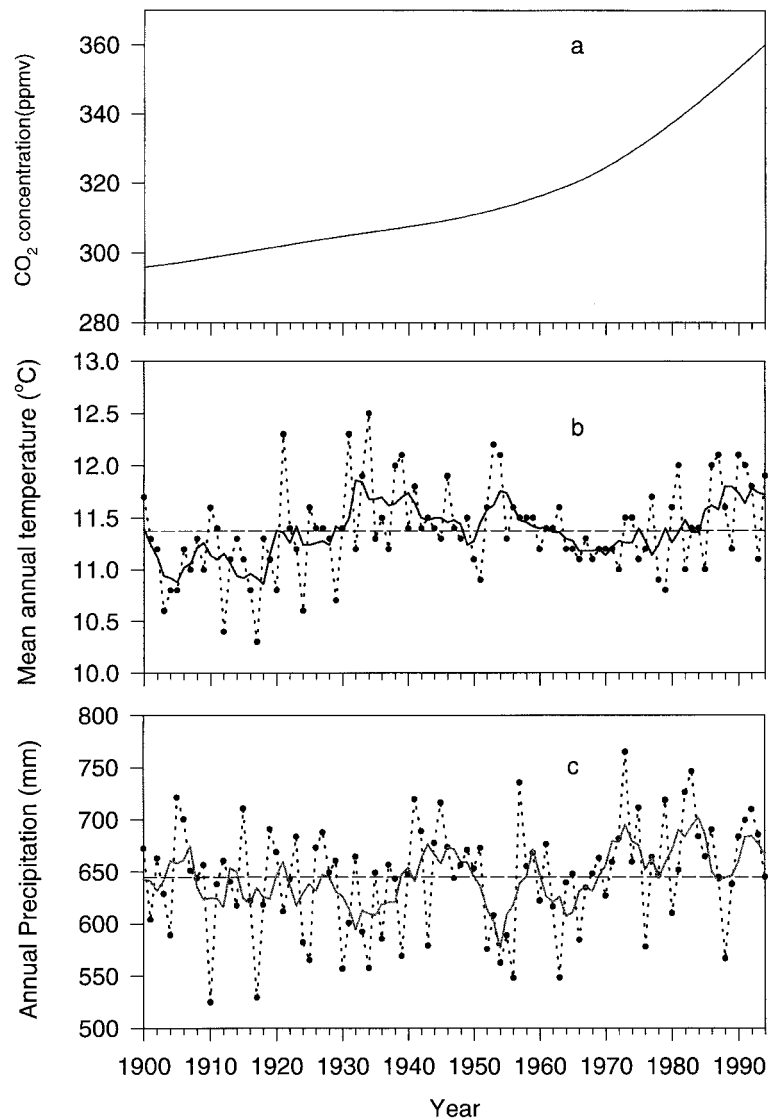 a
CO₂ concentration(ppmv)
360
340
320
300
280
b
Mean annual temperature (°C)
13.0
12.5
12.0
11.5
11.0
10.5
10.0
c
Annual Precipitation (mm)
800
750
700
650
600
550
500
1900 1910 1920 1930 1940 1950 1960 1970 1980 1990
Year